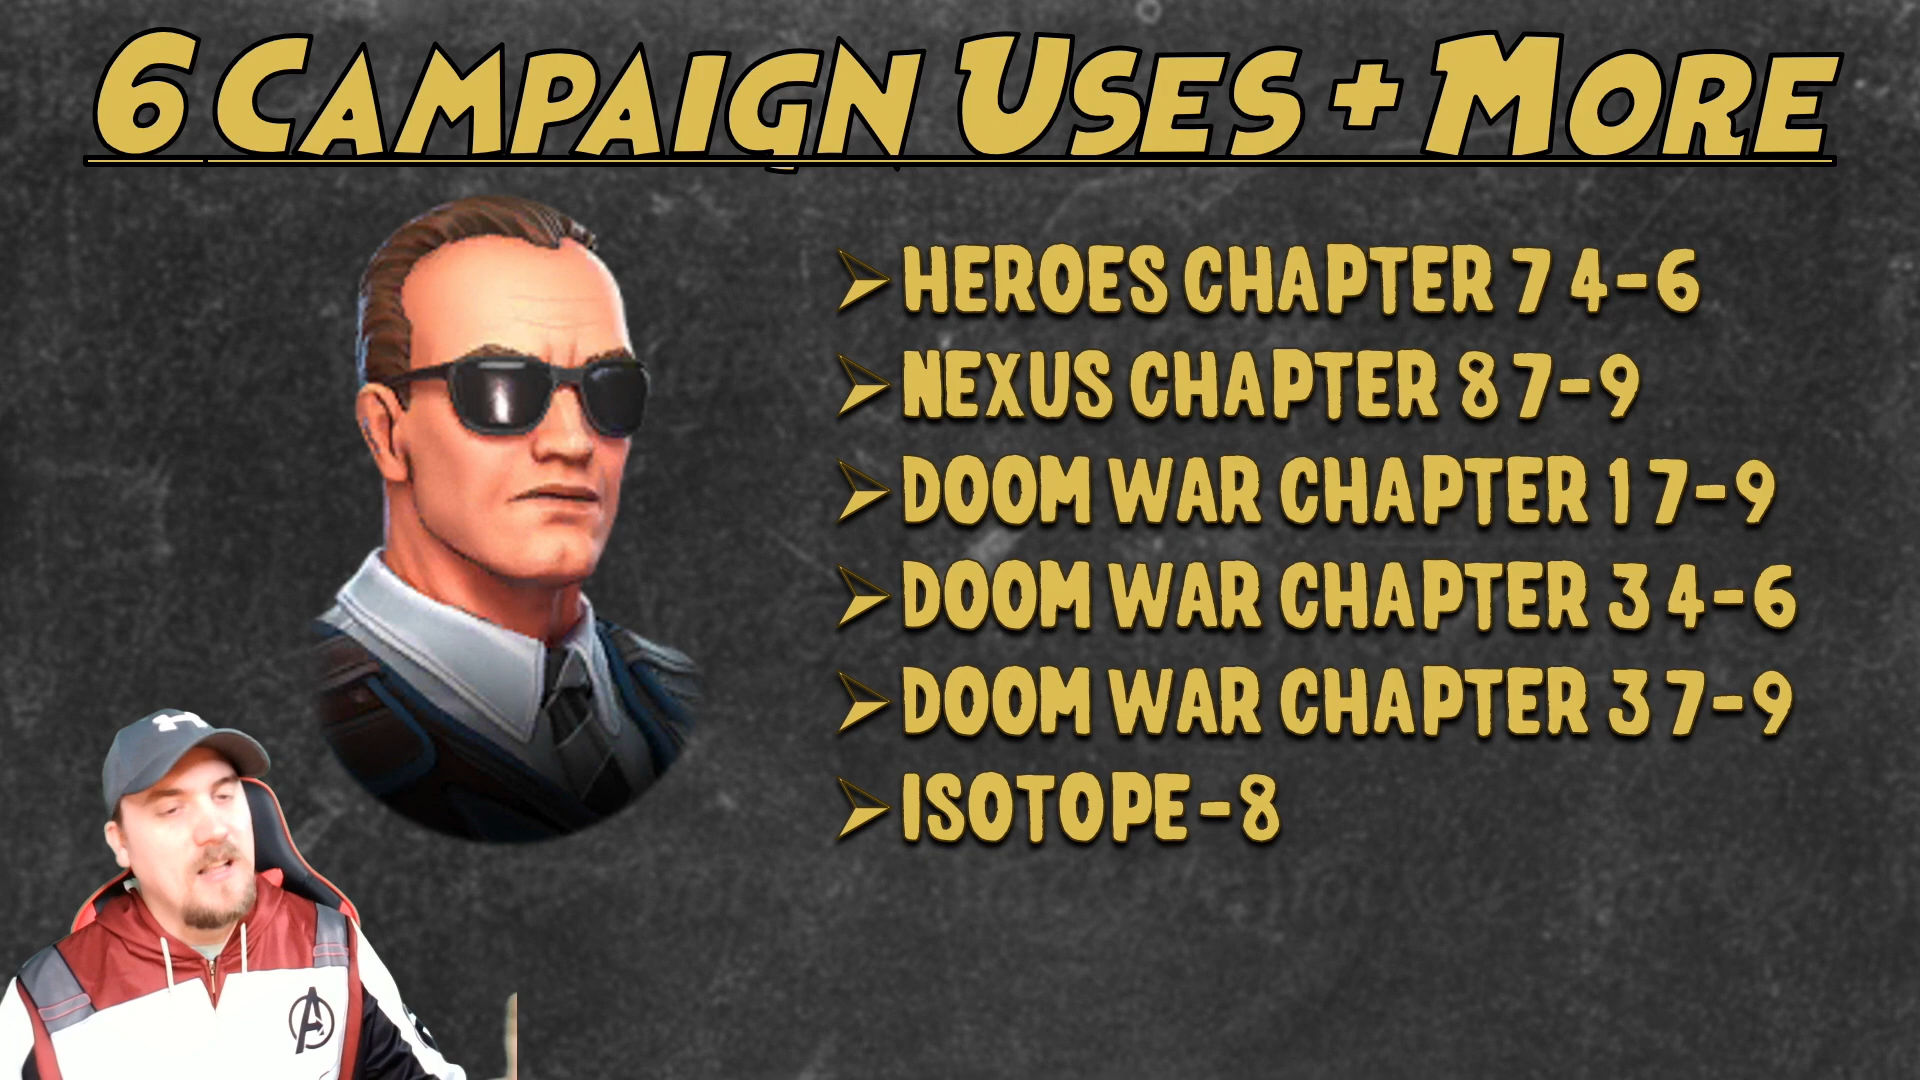 6 CAMPAIGN USES + MORE
HEROES CHAPTER 7 4-6
NEXUS CHAPTER 8 7-9
DOOM WAR CHAPTER 1 7-9
DOOM WAR CHAPTER 3 4-6
DOOM WAR CHAPTER 3 7-9
ISOTOPE-8